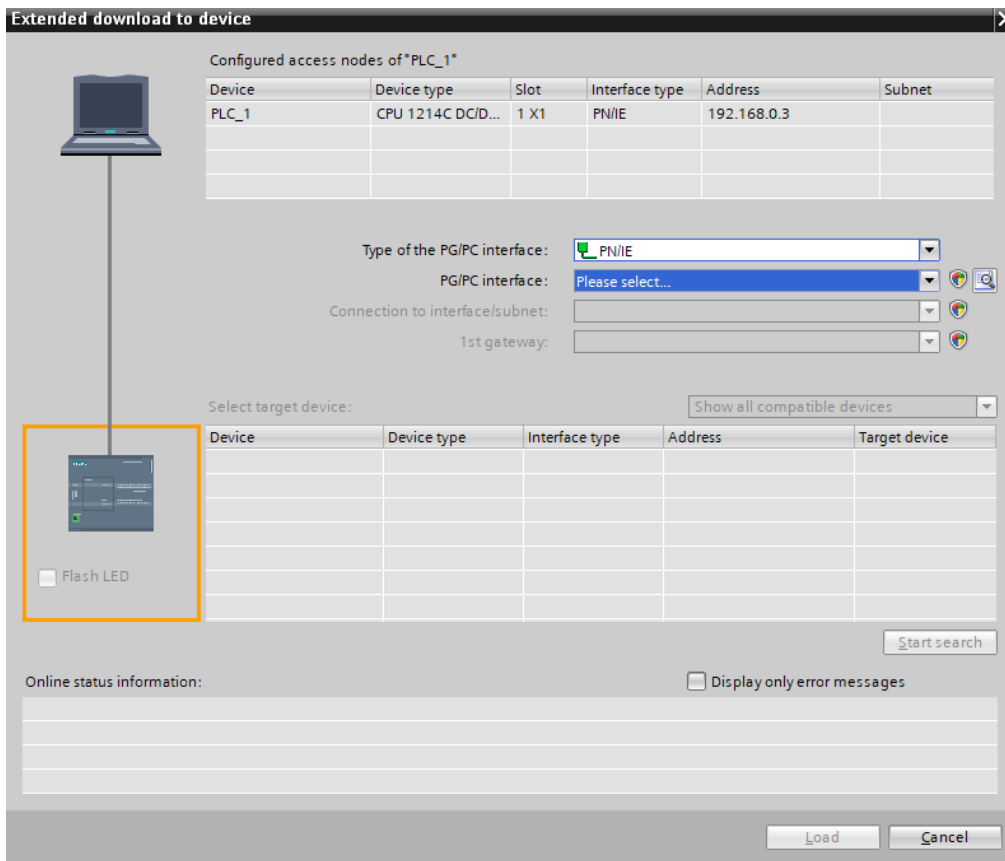 Extended download to device
Configured access nodes of "PLC_1"
Device Device type Slot Interface type Address Subnet
PLC_1 CPU 1214C DC/D... 1 X1 PN/IE 192.168.0.3
Type of the PG/PC interface: PN/IE
PG/PC interface: Please select...
Connection to interface/subnet:
1st gateway:
Select target device: Show all compatible devices
Device Device type Interface type Address Target device
Flash LED
Start search
Online status information: Display only error messages
Load Cancel